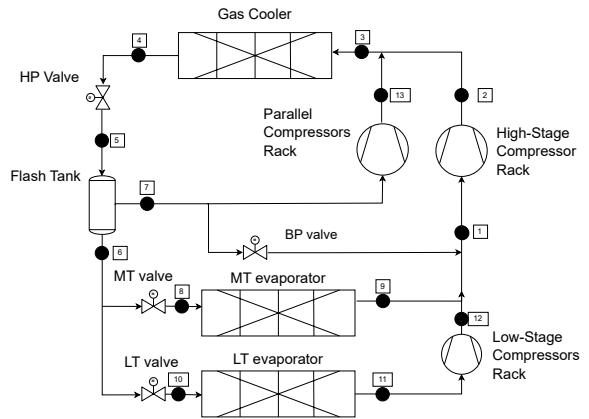 Gas Cooler
4
3
HP Valve
2
13
Parallel
Compressors
Rack
High-Stage
Compressor
Rack
5
Flash Tank
7
1
BP valve
6
MT valve
MT evaporator
8
9
12
LT valve
LT evaporator
Low-Stage
Compressors
Rack
10
11